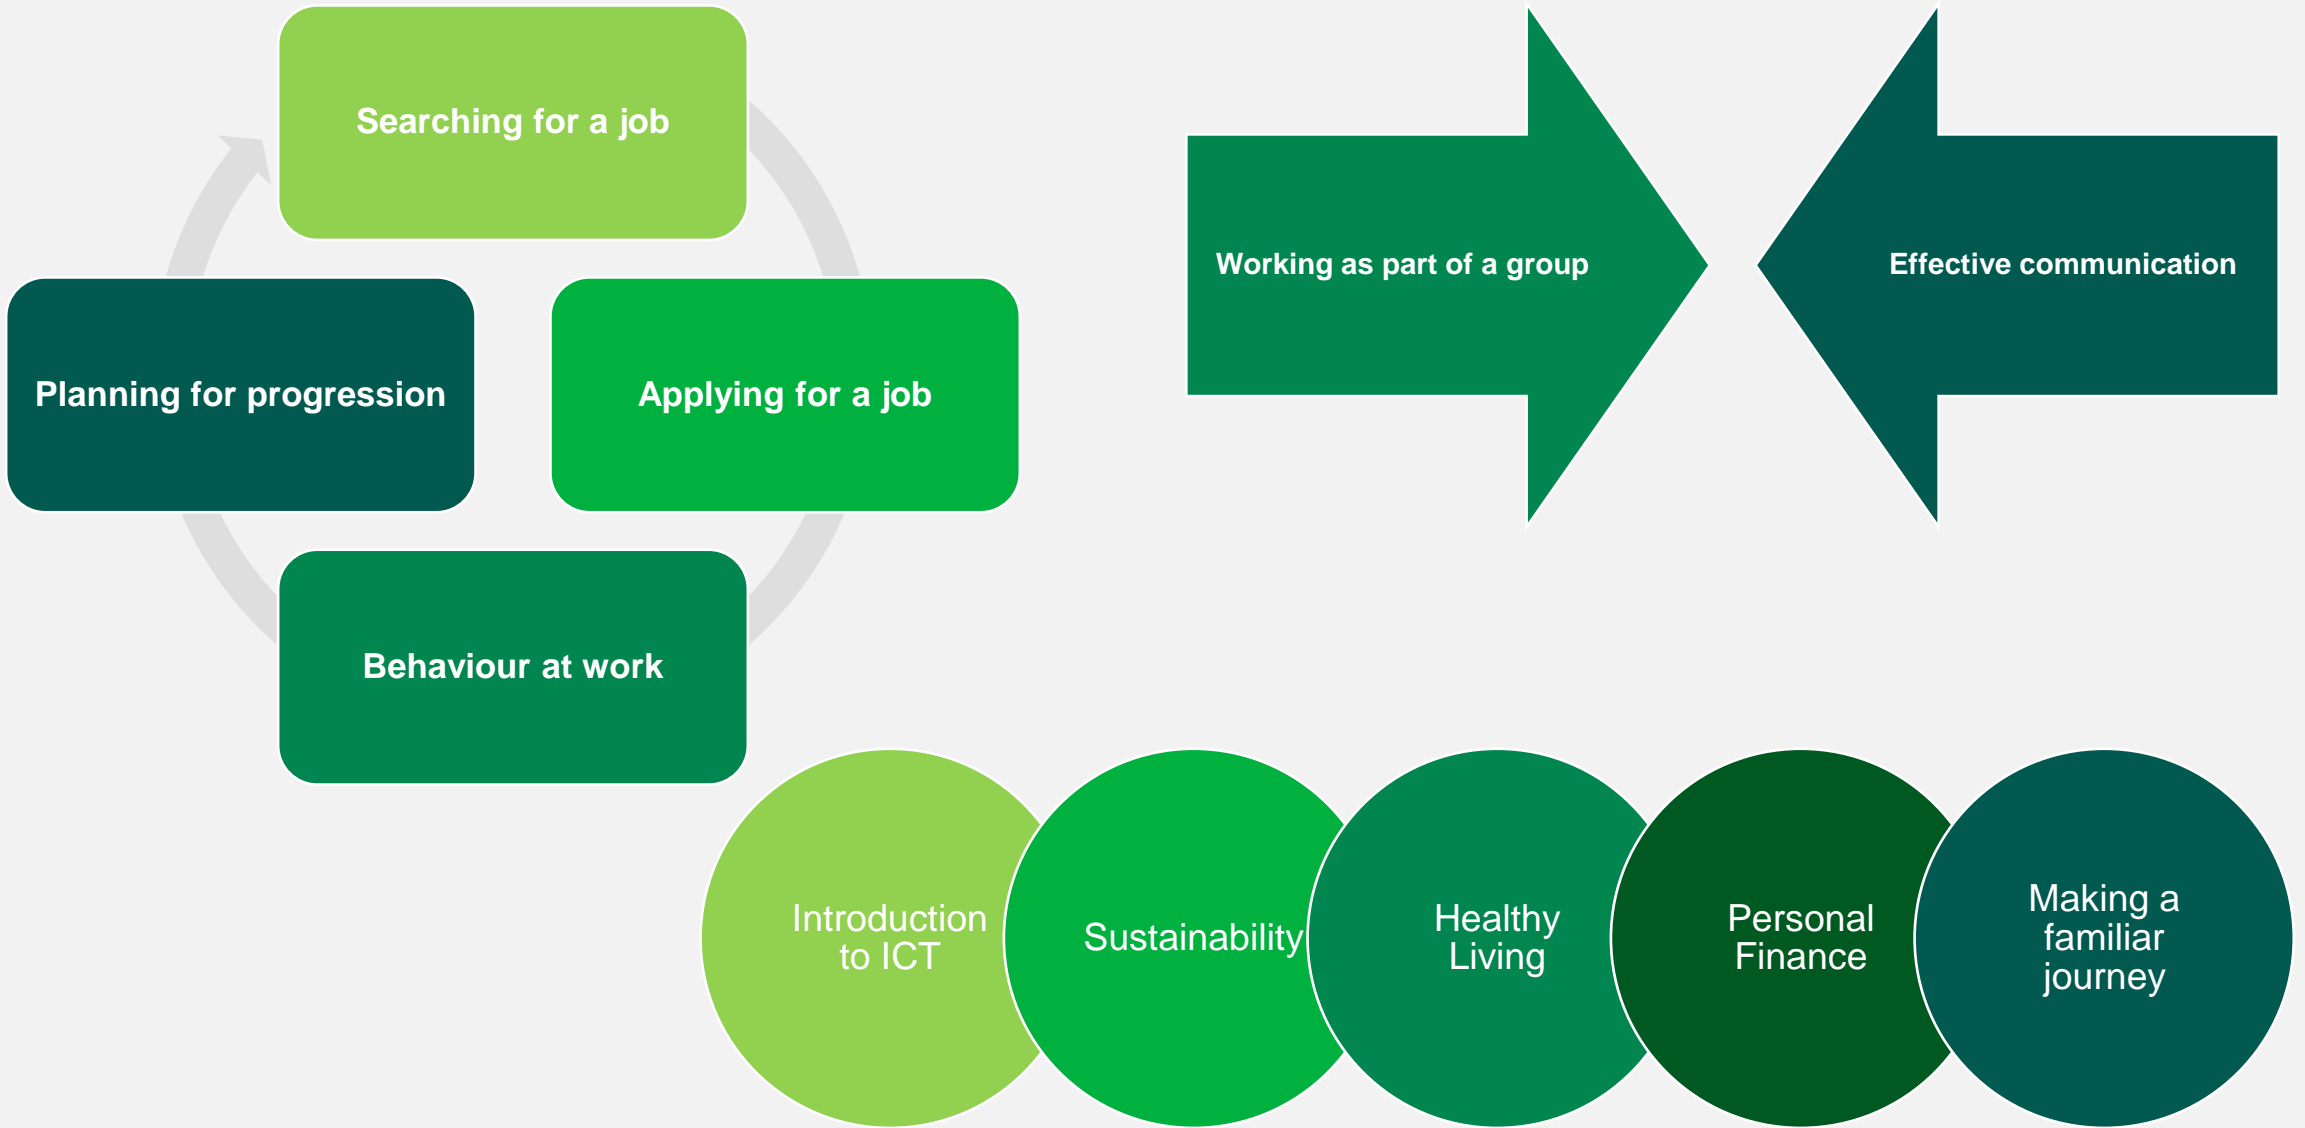 Searching for a job
Applying for a job
Behaviour at work
Planning for progression
Working as part of a group
Effective communication
Introduction
to ICT
Sustainability
Healthy
Living
Personal
Finance
Making a
familiar
journey